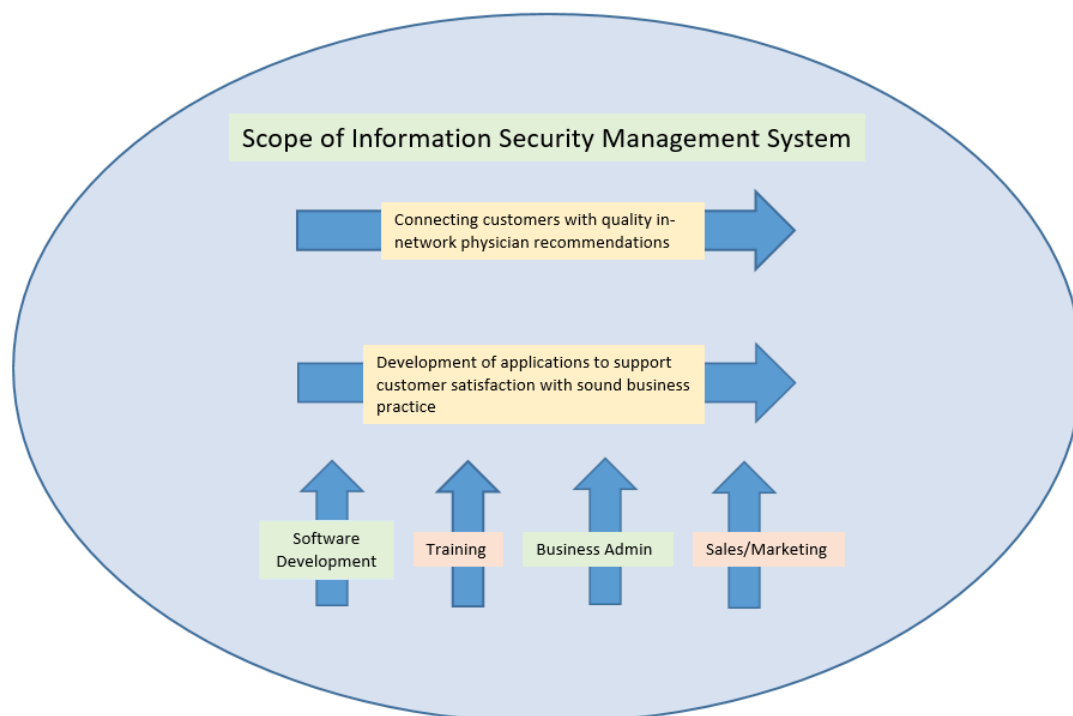 Scope of Information Security Management System
Connecting customers with quality in-
network physician recommendations
Development of applications to support
customer satisfaction with sound business
practice
Software
Development
Training
Business Admin
Sales/Marketing